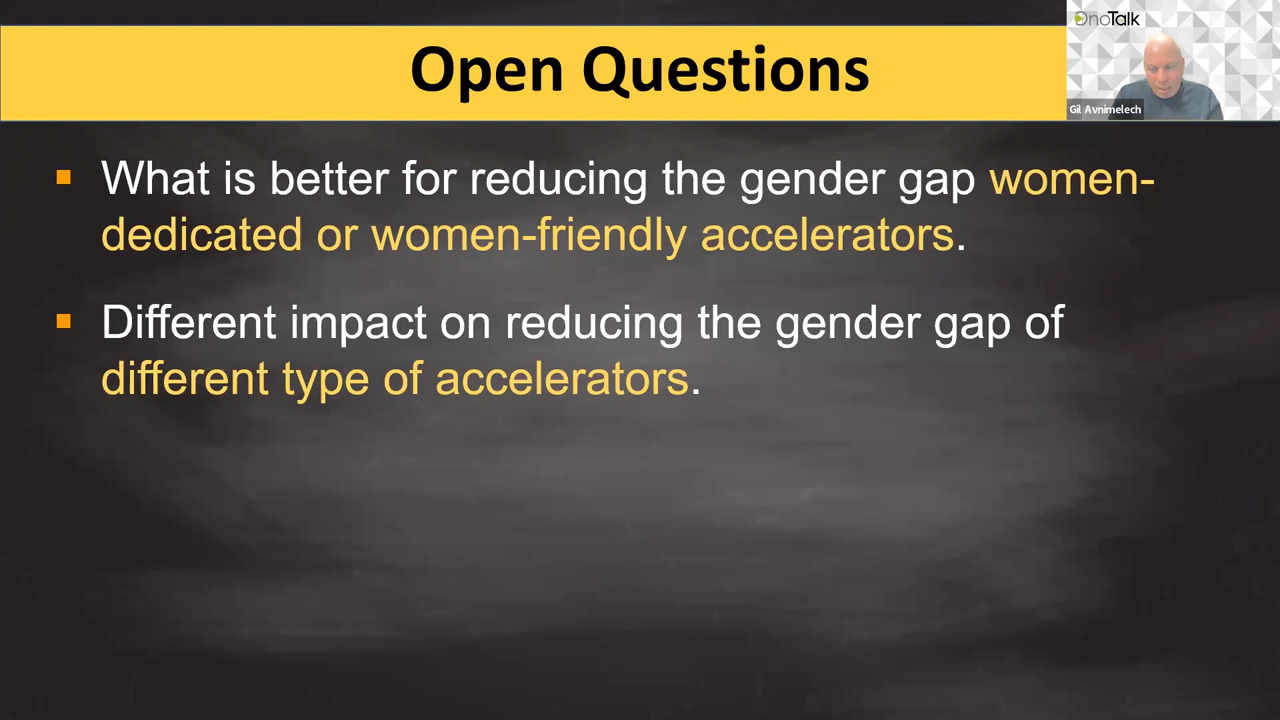 Open Questions
OnoTalk
Gil Avnimelech
▪ What is better for reducing the gender gap women-
dedicated or women-friendly accelerators.
▪ Different impact on reducing the gender gap of
different type of accelerators.